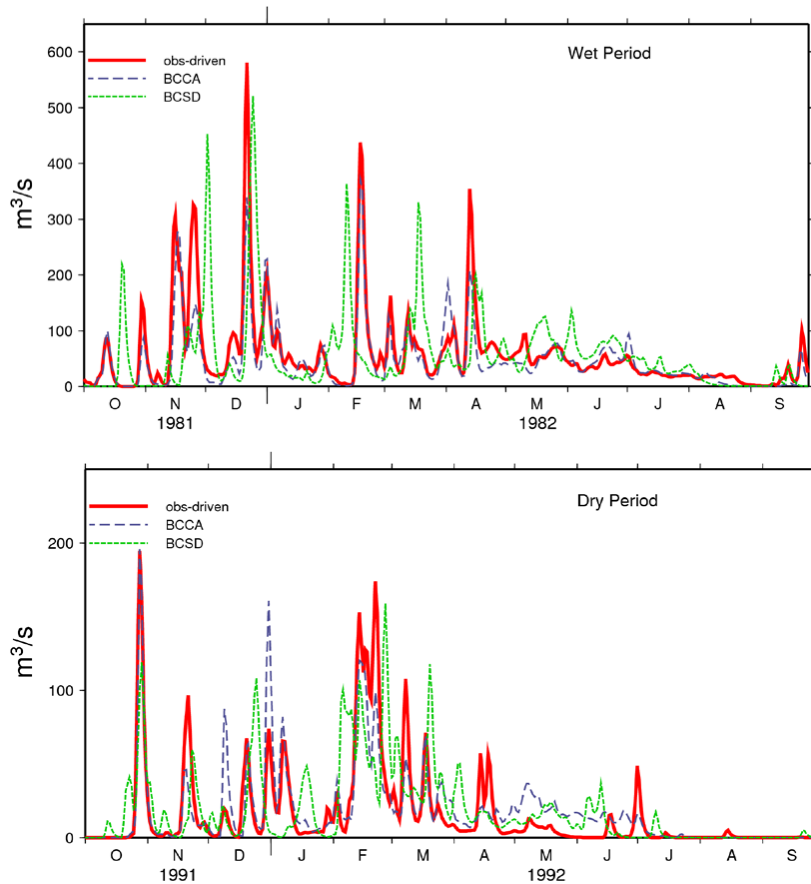 600
500
400
300
200
100
0
m³/s
obs-driven
BCCA
BCSD
Wet Period
O N D J F M A M J J A S
1981 1982
200
100
0
m³/s
obs-driven
BCCA
BCSD
Dry Period
O N D J F M A M J J A S
1991 1992